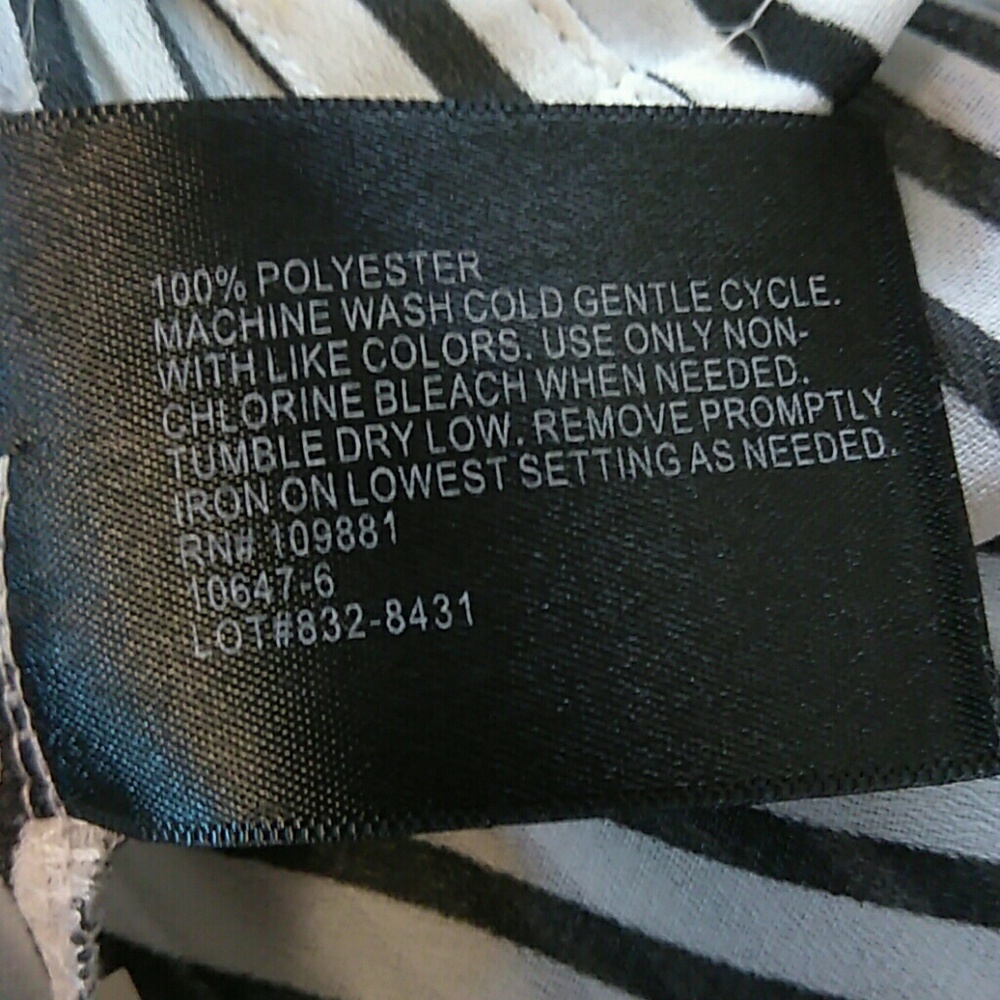 100% POLYESTER
MACHINE WASH COLD GENTLE CYCLE.
WITH LIKE COLORS. USE ONLY NON-
CHLORINE BLEACH WHEN NEEDED.
TUMBLE DRY LOW. REMOVE PROMPTLY.
IRON ON LOWEST SETTING AS NEEDED.
RN# 109881
10647-6
LOT#832-8431